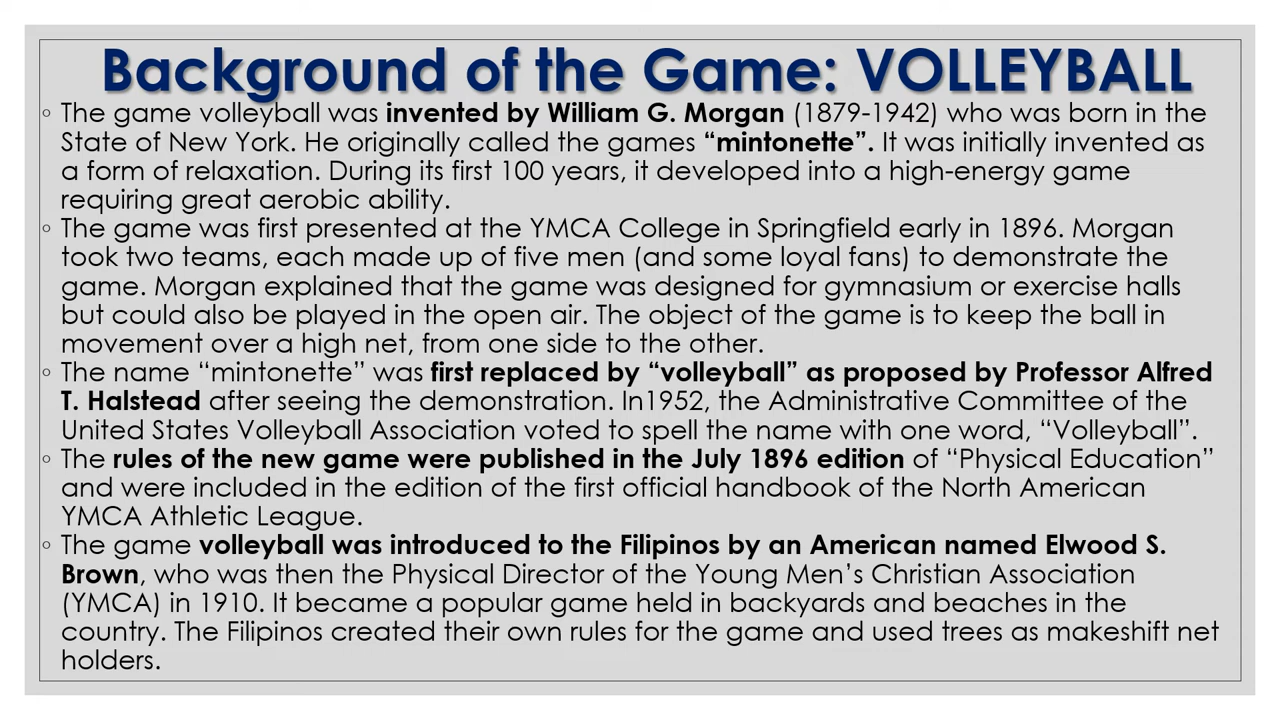 Background of the Game: VOLLEYBALL
◦ The game volleyball was invented by William G. Morgan (1879-1942) who was born in the
State of New York. He originally called the games “mintonette”. It was initially invented as
a form of relaxation. During its first 100 years, it developed into a high-energy game
requiring great aerobic ability.
◦ The game was first presented at the YMCA College in Springfield early in 1896. Morgan
took two teams, each made up of five men (and some loyal fans) to demonstrate the
game. Morgan explained that the game was designed for gymnasium or exercise halls
but could also be played in the open air. The object of the game is to keep the ball in
movement over a high net, from one side to the other.
◦ The name “mintonette” was first replaced by “volleyball” as proposed by Professor Alfred
T. Halstead after seeing the demonstration. In1952, the Administrative Committee of the
United States Volleyball Association voted to spell the name with one word, “Volleyball”.
◦ The rules of the new game were published in the July 1896 edition of “Physical Education”
and were included in the edition of the first official handbook of the North American
YMCA Athletic League.
◦ The game volleyball was introduced to the Filipinos by an American named Elwood S.
Brown, who was then the Physical Director of the Young Men’s Christian Association
(YMCA) in 1910. It became a popular game held in backyards and beaches in the
country. The Filipinos created their own rules for the game and used trees as makeshift net
holders.